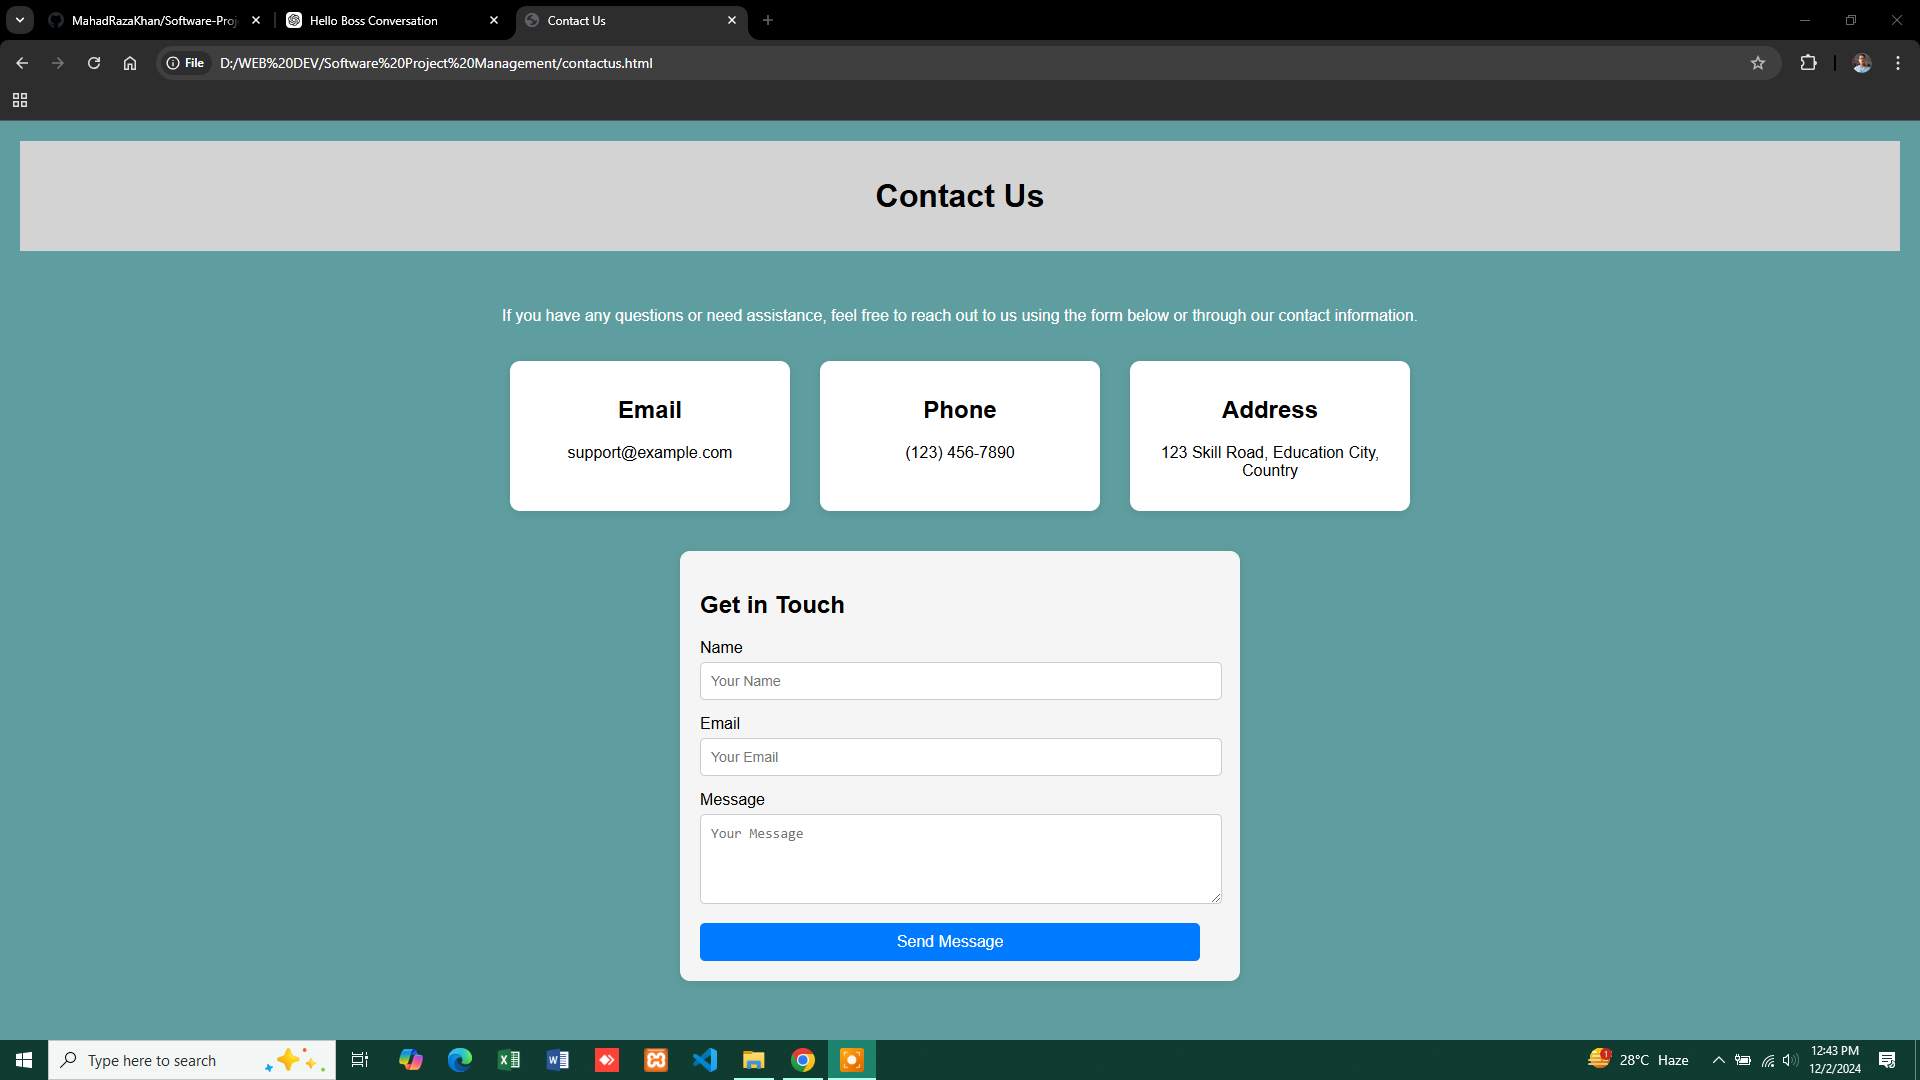 MahadRazaKhan/Software-Proj
Hello Boss Conversation
Contact Us
File
D:/WEB%20DEV/Software%20Project%20Management/contactus.html
Contact Us
If you have any questions or need assistance, feel free to reach out to us using the form below or through our contact information.
Email
support@example.com
Phone
(123) 456-7890
Address
123 Skill Road, Education City,
Country
Get in Touch
Name
Your Name
Email
Your Email
Message
Your Message
Send Message
Type here to search
1
28°C Haze
12:43 PM
12/2/2024